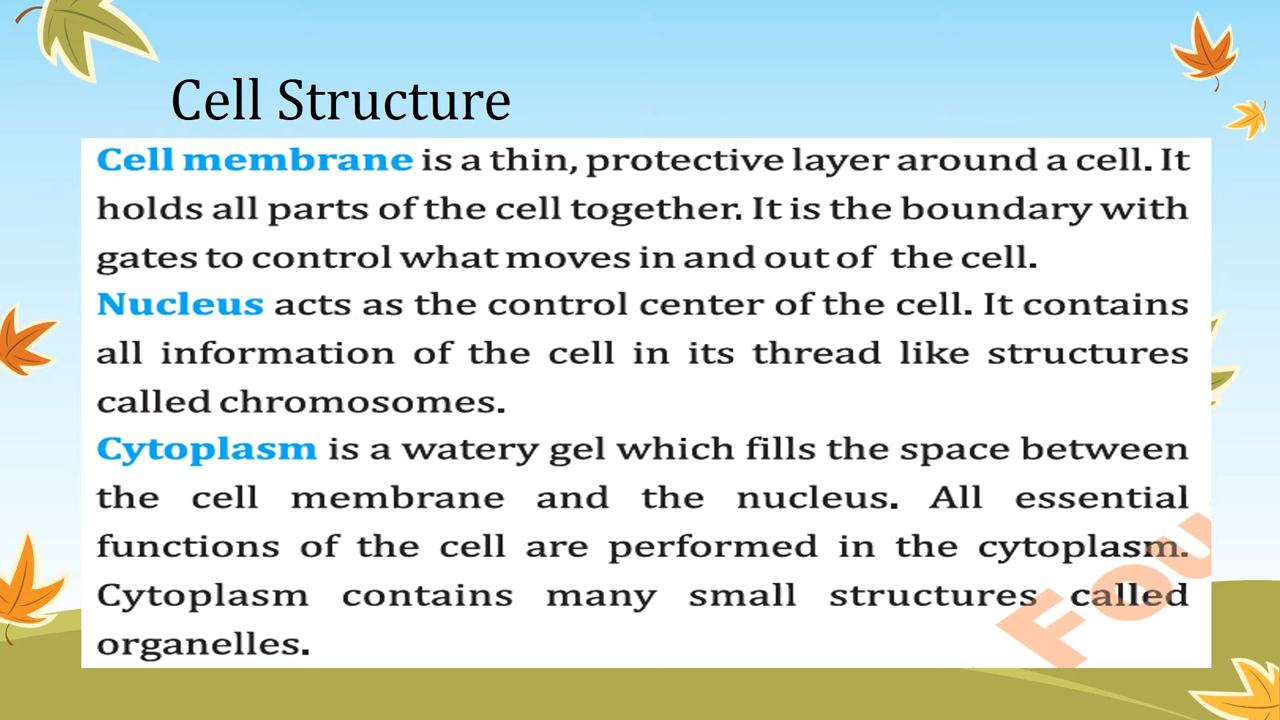 Cell Structure
Cell membrane is a thin, protective layer around a cell. It
holds all parts of the cell together. It is the boundary with
gates to control what moves in and out of the cell.
Nucleus acts as the control center of the cell. It contains
all information of the cell in its thread like structures
called chromosomes.
Cytoplasm is a watery gel which fills the space between
the cell membrane and the nucleus. All essential
functions of the cell are performed in the cytoplasm.
Cytoplasm contains many small structures called
organelles.
Fou